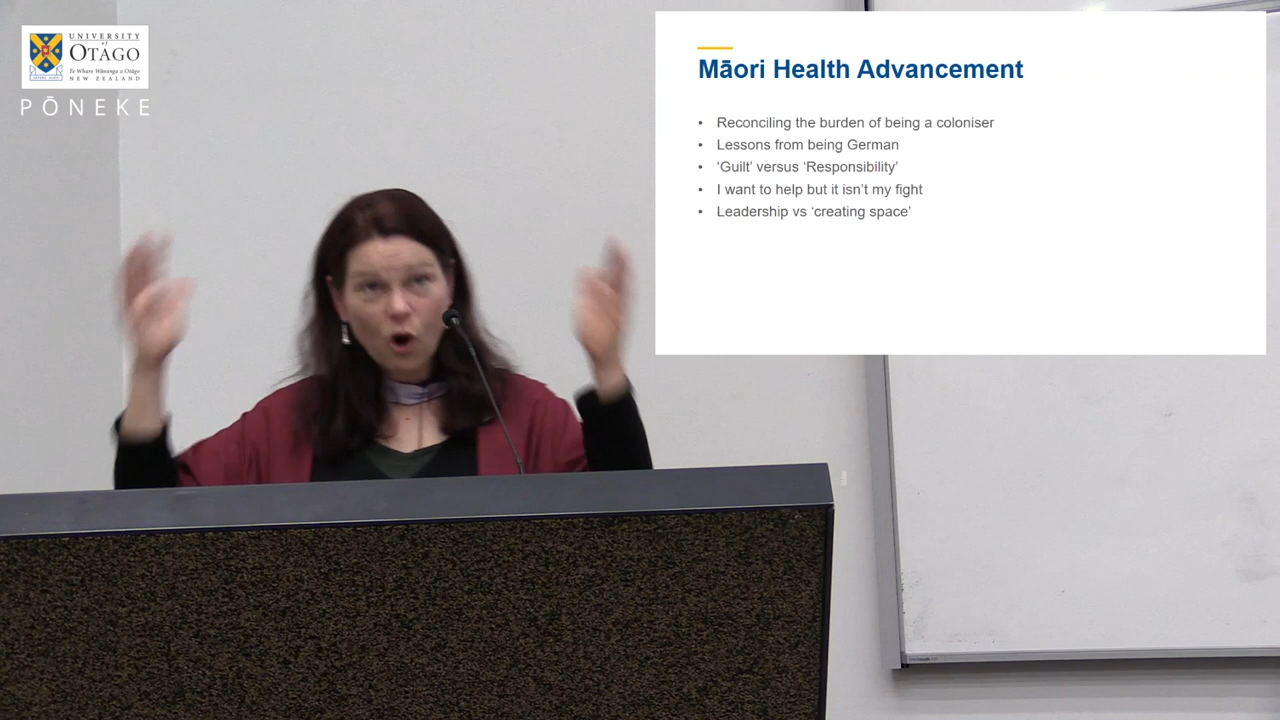 UNIVERSITY
of
OTĀGO
Te Whare Wānanga o Otāgo
NEW ZEALAND
PŌNEKE
Māori Health Advancement
• Reconciling the burden of being a coloniser
• Lessons from being German
• ‘Guilt’ versus ‘Responsibility’
• I want to help but it isn’t my fight
• Leadership vs ‘creating space’